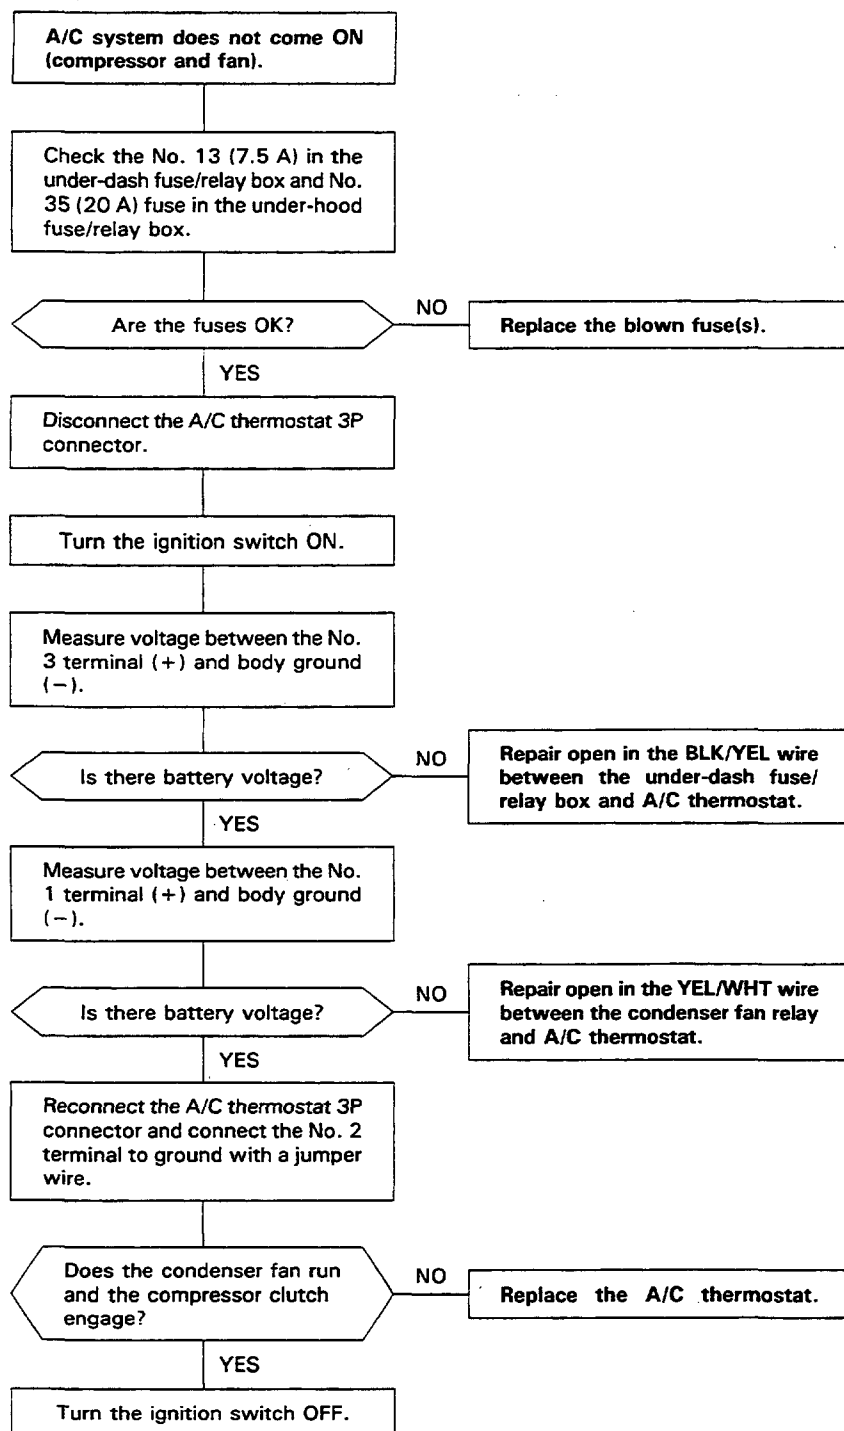 A/C system does not come ON
(compressor and fan).
Check the No. 13 (7.5 A) in the
under-dash fuse/relay box and No.
35 (20 A) fuse in the under-hood
fuse/relay box.
Are the fuses OK?
NO
Replace the blown fuse(s).
YES
Disconnect the A/C thermostat 3P
connector.
Turn the ignition switch ON.
Measure voltage between the No.
3 terminal (+) and body ground
(−).
Is there battery voltage?
NO
Repair open in the BLK/YEL wire
between the under-dash fuse/
relay box and A/C thermostat.
YES
Measure voltage between the No.
1 terminal (+) and body ground
(−).
Is there battery voltage?
NO
Repair open in the YEL/WHT wire
between the condenser fan relay
and A/C thermostat.
YES
Reconnect the A/C thermostat 3P
connector and connect the No. 2
terminal to ground with a jumper
wire.
Does the condenser fan run
and the compressor clutch
engage?
NO
Replace the A/C thermostat.
YES
Turn the ignition switch OFF.